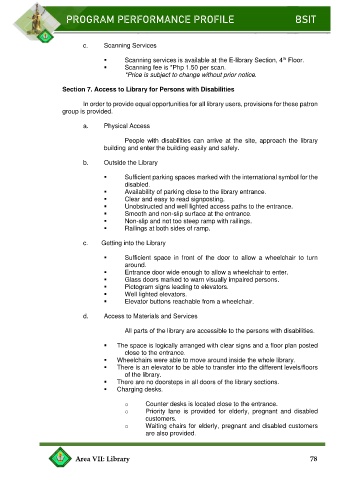 PROGRAM PERFORMANCE PROFILE BSIT
c. Scanning Services
▪ Scanning services is available at the E-library Section, 4th Floor.
▪ Scanning fee is *Php 1.50 per scan.
*Price is subject to change without prior notice.
Section 7. Access to Library for Persons with Disabilities
In order to provide equal opportunities for all library users, provisions for these patron
group is provided.
a. Physical Access
People with disabilities can arrive at the site, approach the library
building and enter the building easily and safely.
b. Outside the Library
▪ Sufficient parking spaces marked with the international symbol for the
disabled.
▪ Availability of parking close to the library entrance.
▪ Clear and easy to read signposting.
▪ Unobstructed and well lighted access paths to the entrance.
▪ Smooth and non-slip surface at the entrance.
▪ Non-slip and not too steep ramp with railings.
▪ Railings at both sides of ramp.
c. Getting into the Library
▪ Sufficient space in front of the door to allow a wheelchair to turn
around.
▪ Entrance door wide enough to allow a wheelchair to enter.
▪ Glass doors marked to warn visually impaired persons.
▪ Pictogram signs leading to elevators.
▪ Well lighted elevators.
▪ Elevator buttons reachable from a wheelchair.
d. Access to Materials and Services
All parts of the library are accessible to the persons with disabilities.
▪ The space is logically arranged with clear signs and a floor plan posted
close to the entrance.
▪ Wheelchairs were able to move around inside the whole library.
▪ There is an elevator to be able to transfer into the different levels/floors
of the library.
▪ There are no doorsteps in all doors of the library sections.
▪ Charging desks.
o Counter desks is located close to the entrance.
o Priority lane is provided for elderly, pregnant and disabled
customers.
o Waiting chairs for elderly, pregnant and disabled customers
are also provided.
Area VII: Library 78